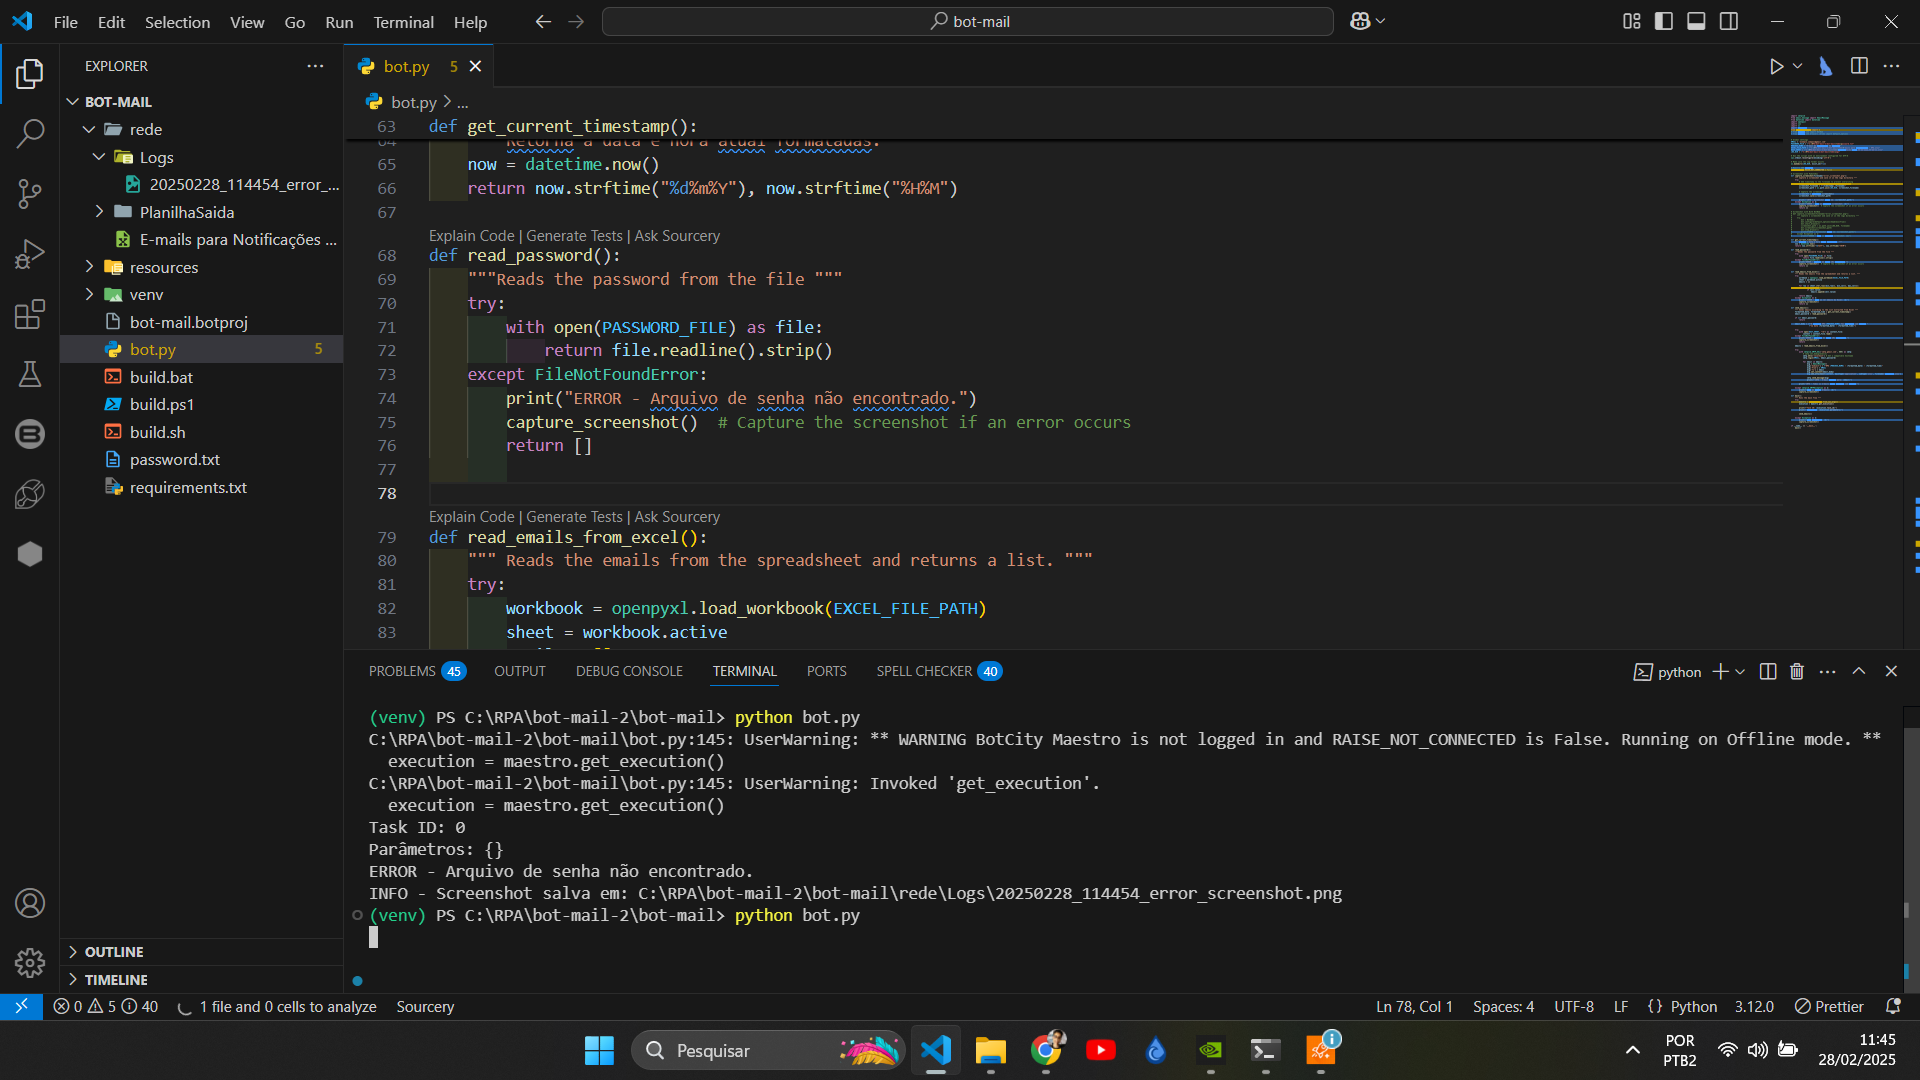 File Edit Selection View Go Run Terminal Help
bot-mail
EXPLORER
BOT-MAIL
rede
Logs
20250228_114454_error_...
PlanilhaSaida
E-mails para Notificações ...
resources
venv
bot-mail.botproj
bot.py 5
build.bat
build.ps1
build.sh
password.txt
requirements.txt
OUTLINE
TIMELINE
bot.py 5
bot.py > ...
63 def get_current_timestamp():
64 Retorna a data e hora atual formatadas.
65 now = datetime.now()
66 return now.strftime("%d%m%Y"), now.strftime("%H%M")
67
Explain Code | Generate Tests | Ask Sourcery
68 def read_password():
69 """Reads the password from the file """
70 try:
71 with open(PASSWORD_FILE) as file:
72 return file.readline().strip()
73 except FileNotFoundError:
74 print("ERROR - Arquivo de senha não encontrado.")
75 capture_screenshot()  # Capture the screenshot if an error occurs
76 return []
77
78
Explain Code | Generate Tests | Ask Sourcery
79 def read_emails_from_excel():
80 """ Reads the emails from the spreadsheet and returns a list. """
81 try:
82 workbook = openpyxl.load_workbook(EXCEL_FILE_PATH)
83 sheet = workbook.active
PROBLEMS 45 OUTPUT DEBUG CONSOLE TERMINAL PORTS SPELL CHECKER 40
python
(venv) PS C:\RPA\bot-mail-2\bot-mail> python bot.py
C:\RPA\bot-mail-2\bot-mail\bot.py:145: UserWarning: ** WARNING BotCity Maestro is not logged in and RAISE_NOT_CONNECTED is False. Running on Offline mode. **
execution = maestro.get_execution()
C:\RPA\bot-mail-2\bot-mail\bot.py:145: UserWarning: Invoked 'get_execution'.
execution = maestro.get_execution()
Task ID: 0
Parâmetros: {}
ERROR - Arquivo de senha não encontrado.
INFO - Screenshot salva em: C:\RPA\bot-mail-2\bot-mail\rede\Logs\20250228_114454_error_screenshot.png
(venv) PS C:\RPA\bot-mail-2\bot-mail> python bot.py
0 5 40 1 file and 0 cells to analyze Sourcery
Ln 78, Col 1 Spaces: 4 UTF-8 LF {} Python 3.12.0 Prettier
Pesquisar
POR
PTB2
11:45
28/02/2025